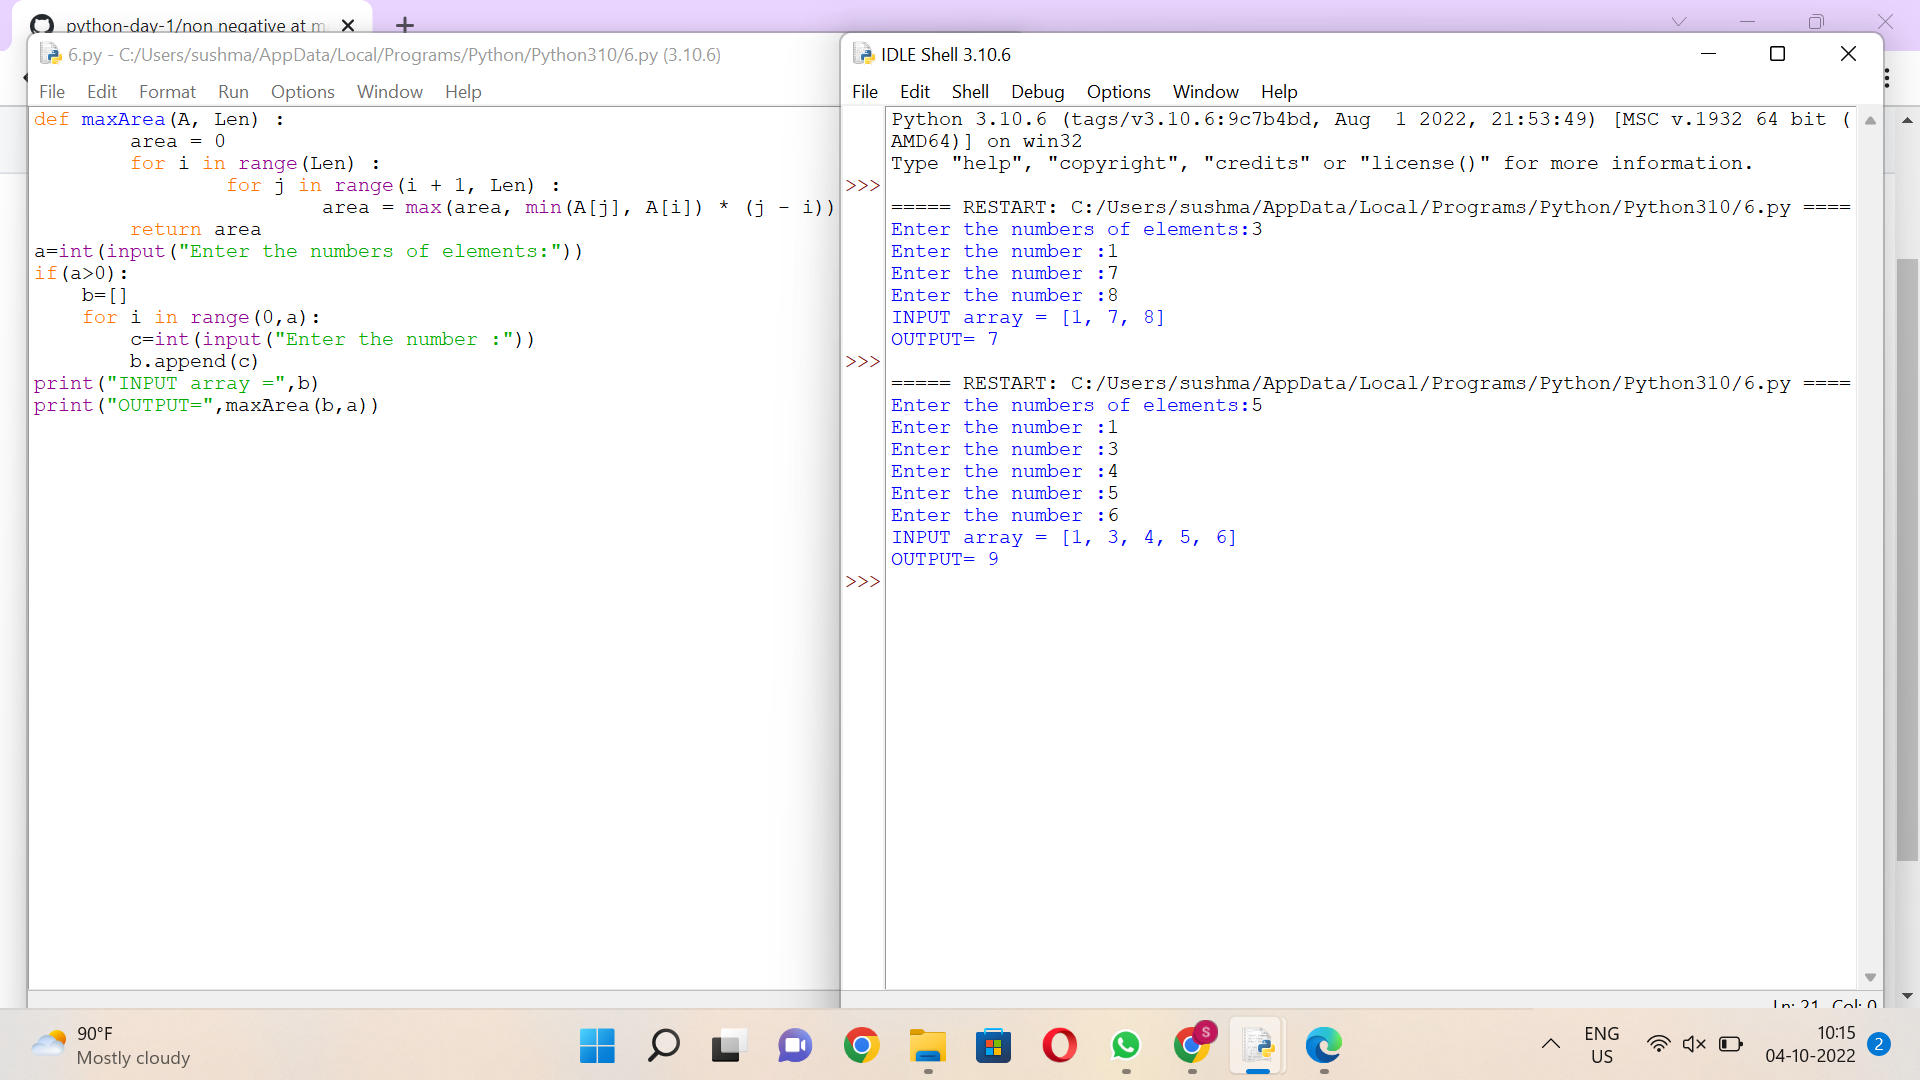 python-day-1/non negative at m
6.py - C:/Users/sushma/AppData/Local/Programs/Python/Python310/6.py (3.10.6)
File Edit Format Run Options Window Help
def maxArea(A, Len) :
        area = 0
        for i in range(Len) :
                for j in range(i + 1, Len) :
                        area = max(area, min(A[j], A[i]) * (j - i))
        return area
a=int(input("Enter the numbers of elements:"))
if(a>0):
    b=[]
    for i in range(0,a):
        c=int(input("Enter the number :"))
        b.append(c)
print("INPUT array =",b)
print("OUTPUT=",maxArea(b,a))
IDLE Shell 3.10.6
File Edit Shell Debug Options Window Help
Python 3.10.6 (tags/v3.10.6:9c7b4bd, Aug  1 2022, 21:53:49) [MSC v.1932 64 bit (
AMD64)] on win32
Type "help", "copyright", "credits" or "license()" for more information.
>>>
===== RESTART: C:/Users/sushma/AppData/Local/Programs/Python/Python310/6.py ====
Enter the numbers of elements:3
Enter the number :1
Enter the number :7
Enter the number :8
INPUT array = [1, 7, 8]
OUTPUT= 7
>>>
===== RESTART: C:/Users/sushma/AppData/Local/Programs/Python/Python310/6.py ====
Enter the numbers of elements:5
Enter the number :1
Enter the number :3
Enter the number :4
Enter the number :5
Enter the number :6
INPUT array = [1, 3, 4, 5, 6]
OUTPUT= 9
>>>
Ln: 21 Col: 0
90°F
Mostly cloudy
S
ENG
US
10:15
04-10-2022
2